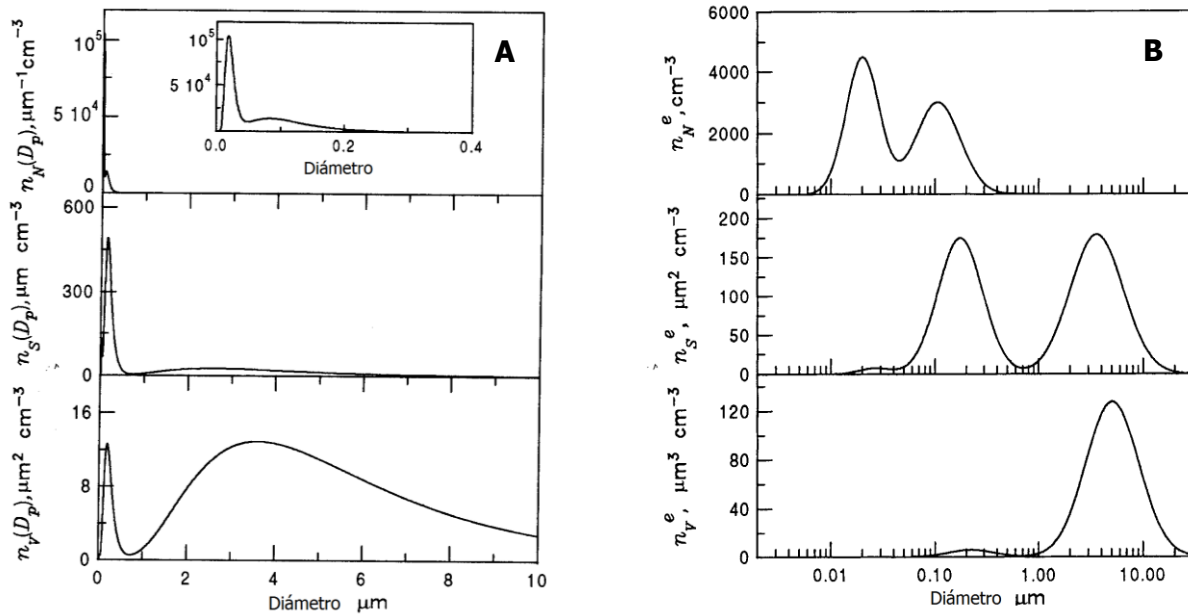 A
n_N(D_p), μm⁻¹cm⁻³
10⁵
5 10⁴
0
10⁵
5 10⁴
0.0 0.2 0.4
Diámetro
n_S(D_p), μm cm⁻³
600
300
0
n_V(D_p), μm² cm⁻³
16
12
8
4
0
0 2 4 6 8 10
Diámetro μm
B
n_N^e, cm⁻³
6000
4000
2000
0
n_S^e, μm² cm⁻³
200
150
100
50
0
n_V^e, μm³ cm⁻³
120
80
40
0
0.01 0.10 1.00 10.00
Diámetro μm